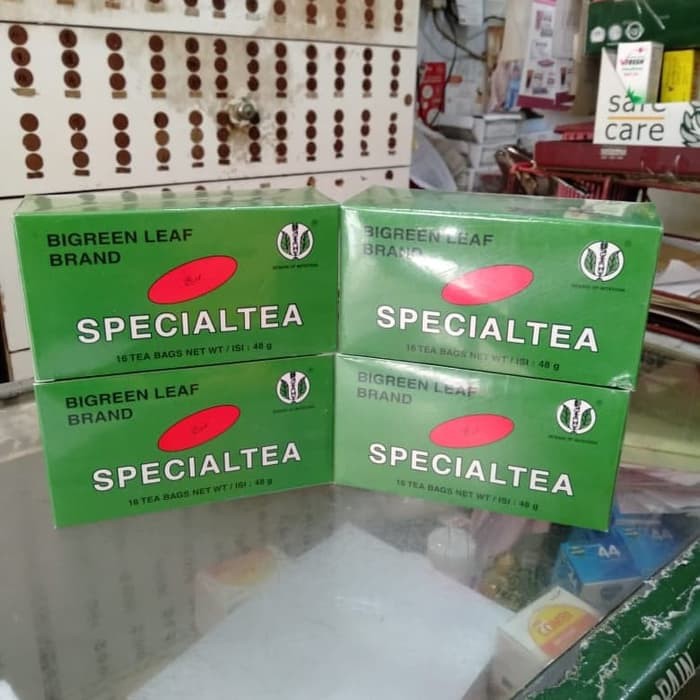 BIGREEN LEAF
BRAND
SPECIALTEA
16 TEA BAGS NET WT / ISI : 48 g
BIGREEN LEAF
BRAND
SPECIALTEA
16 TEA BAGS NET WT / ISI : 48 g
BIGREEN LEAF
BRAND
SPECIALTEA
16 TEA BAGS NET WT / ISI : 48 g
BIGREEN LEAF
BRAND
SPECIALTEA
16 TEA BAGS NET WT / ISI : 48 g
safe
care